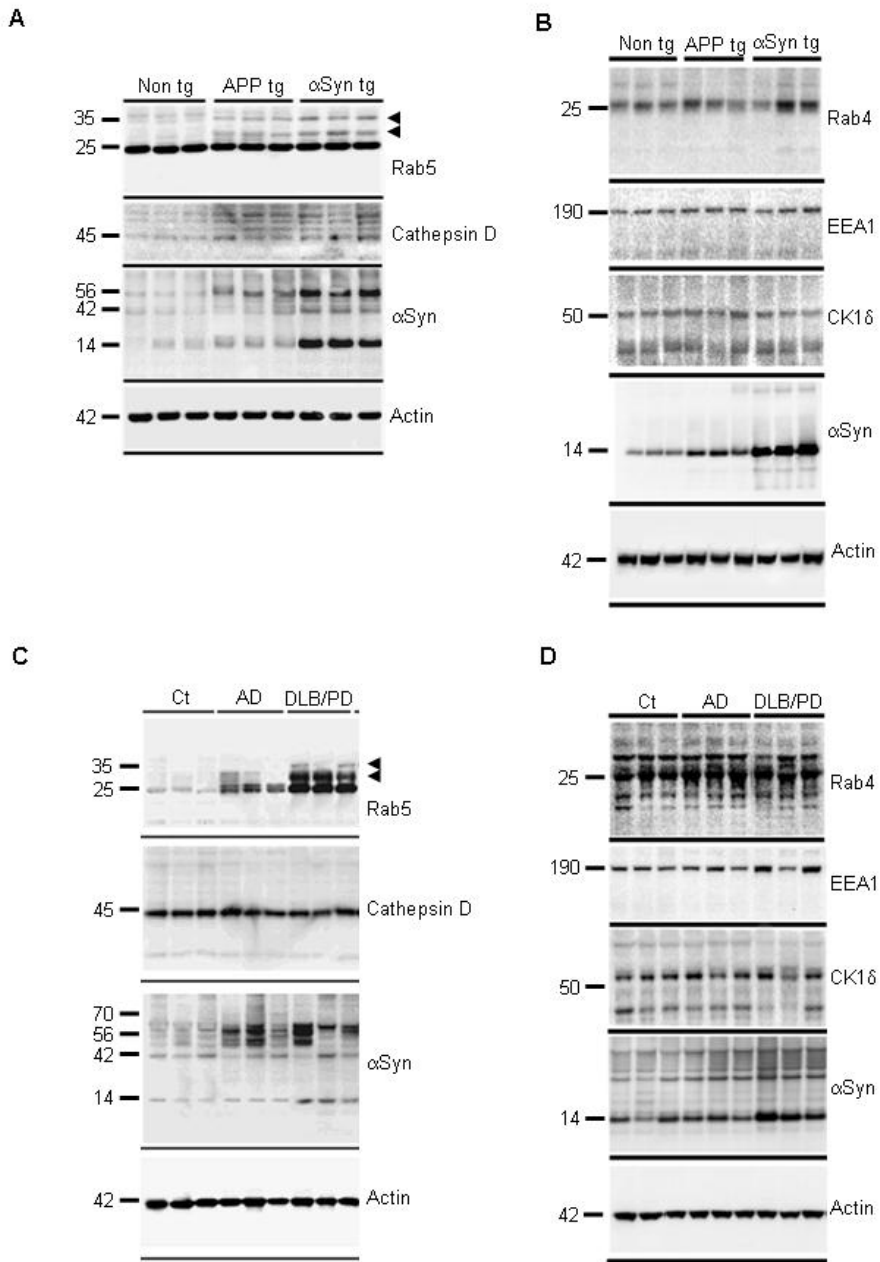 A
Non tg APP tg αSyn tg
35
25
Rab5
45
Cathepsin D
56
42
14
αSyn
42
Actin
B
Non tg APP tg αSyn tg
25
Rab4
190
EEA1
50
CK1δ
14
αSyn
42
Actin
C
Ct AD DLB/PD
35
25
Rab5
45
Cathepsin D
70
56
42
14
αSyn
42
Actin
D
Ct AD DLB/PD
25
Rab4
190
EEA1
50
CK1δ
14
αSyn
42
Actin